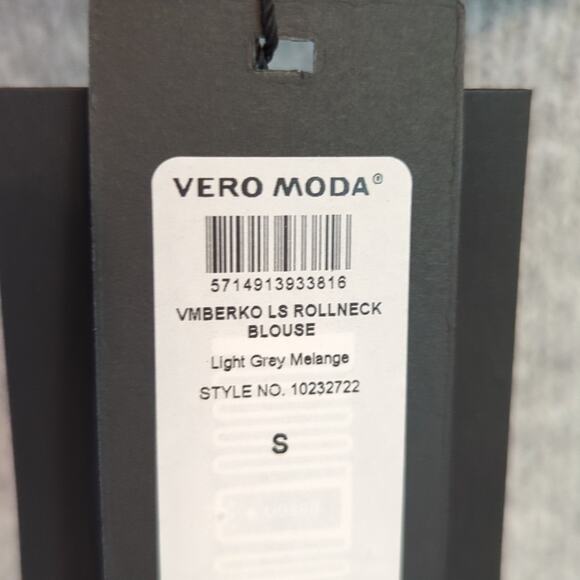 VERO MODA®
5714913933816
VMBERKO LS ROLLNECK
BLOUSE
Light Grey Melange
STYLE NO. 10232722
S